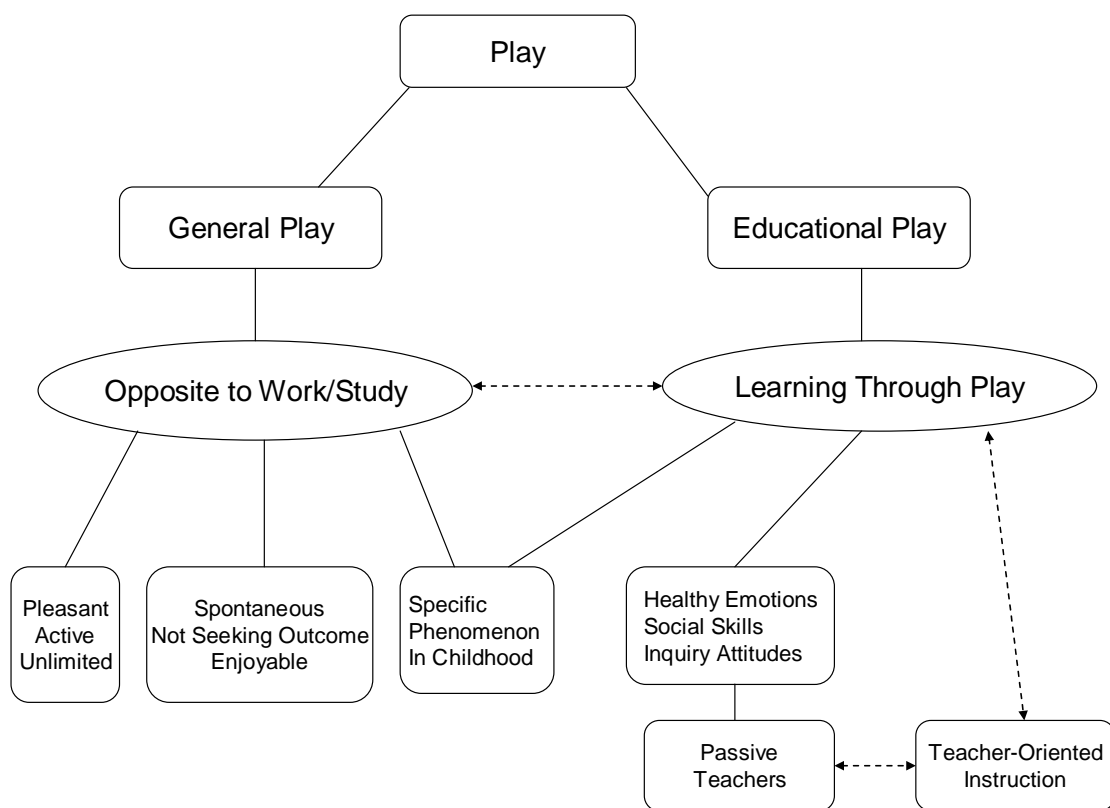 Play
General Play
Educational Play
Opposite to Work/Study
Learning Through Play
Pleasant
Active
Unlimited
Spontaneous
Not Seeking Outcome
Enjoyable
Specific
Phenomenon
In Childhood
Healthy Emotions
Social Skills
Inquiry Attitudes
Passive
Teachers
Teacher-Oriented
Instruction